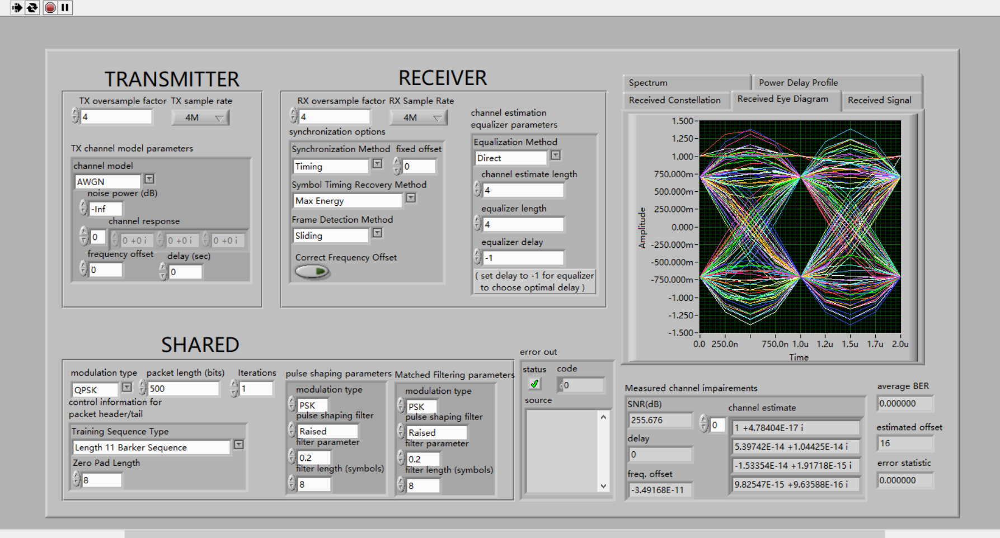 TRANSMITTER
TX oversample factor TX sample rate
4
4M
TX channel model parameters
channel model
AWGN
noise power (dB)
-Inf
channel response
0
0 +0 i
0 +0 i
0 +0 i
frequency offset
delay (sec)
0
0
RECEIVER
RX oversample factor RX Sample Rate
4
4M
synchronization options
Synchronization Method
fixed offset
Timing
0
Symbol Timing Recovery Method
Max Energy
Frame Detection Method
Sliding
Correct Frequency Offset
channel estimation
equalizer parameters
Equalization Method
Direct
channel estimate length
4
equalizer length
4
equalizer delay
-1
( set delay to -1 for equalizer
to choose optimal delay )
Spectrum
Power Delay Profile
Received Constellation
Received Eye Diagram
Received Signal
1.500
1.250
1.000
750.000m
500.000m
250.000m
0.000
-250.000m
-500.000m
-750.000m
-1.000
-1.250
-1.500
Amplitude
0.0 250.0n 750.0n 1.0u 1.2u 1.5u 1.7u 2.0u
Time
SHARED
modulation type
packet length (bits)
Iterations
QPSK
500
1
control information for
packet header/tail
Training Sequence Type
Length 11 Barker Sequence
Zero Pad Length
8
pulse shaping parameters
modulation type
PSK
pulse shaping filter
Raised
filter parameter
0.2
filter length (symbols)
8
Matched Filtering parameters
modulation type
PSK
pulse shaping filter
Raised
filter parameter
0.2
filter length (symbols)
8
error out
status
code
d0
source
Measured channel impairements
SNR(dB)
255.676
delay
0
freq. offset
-3.49168E-11
channel estimate
0
1 +4.78404E-17 i
5.39742E-14 +1.04425E-14 i
-1.53354E-14 +1.91718E-15 i
9.82547E-15 +9.63588E-16 i
average BER
0.000000
estimated offset
16
error statistic
0.000000